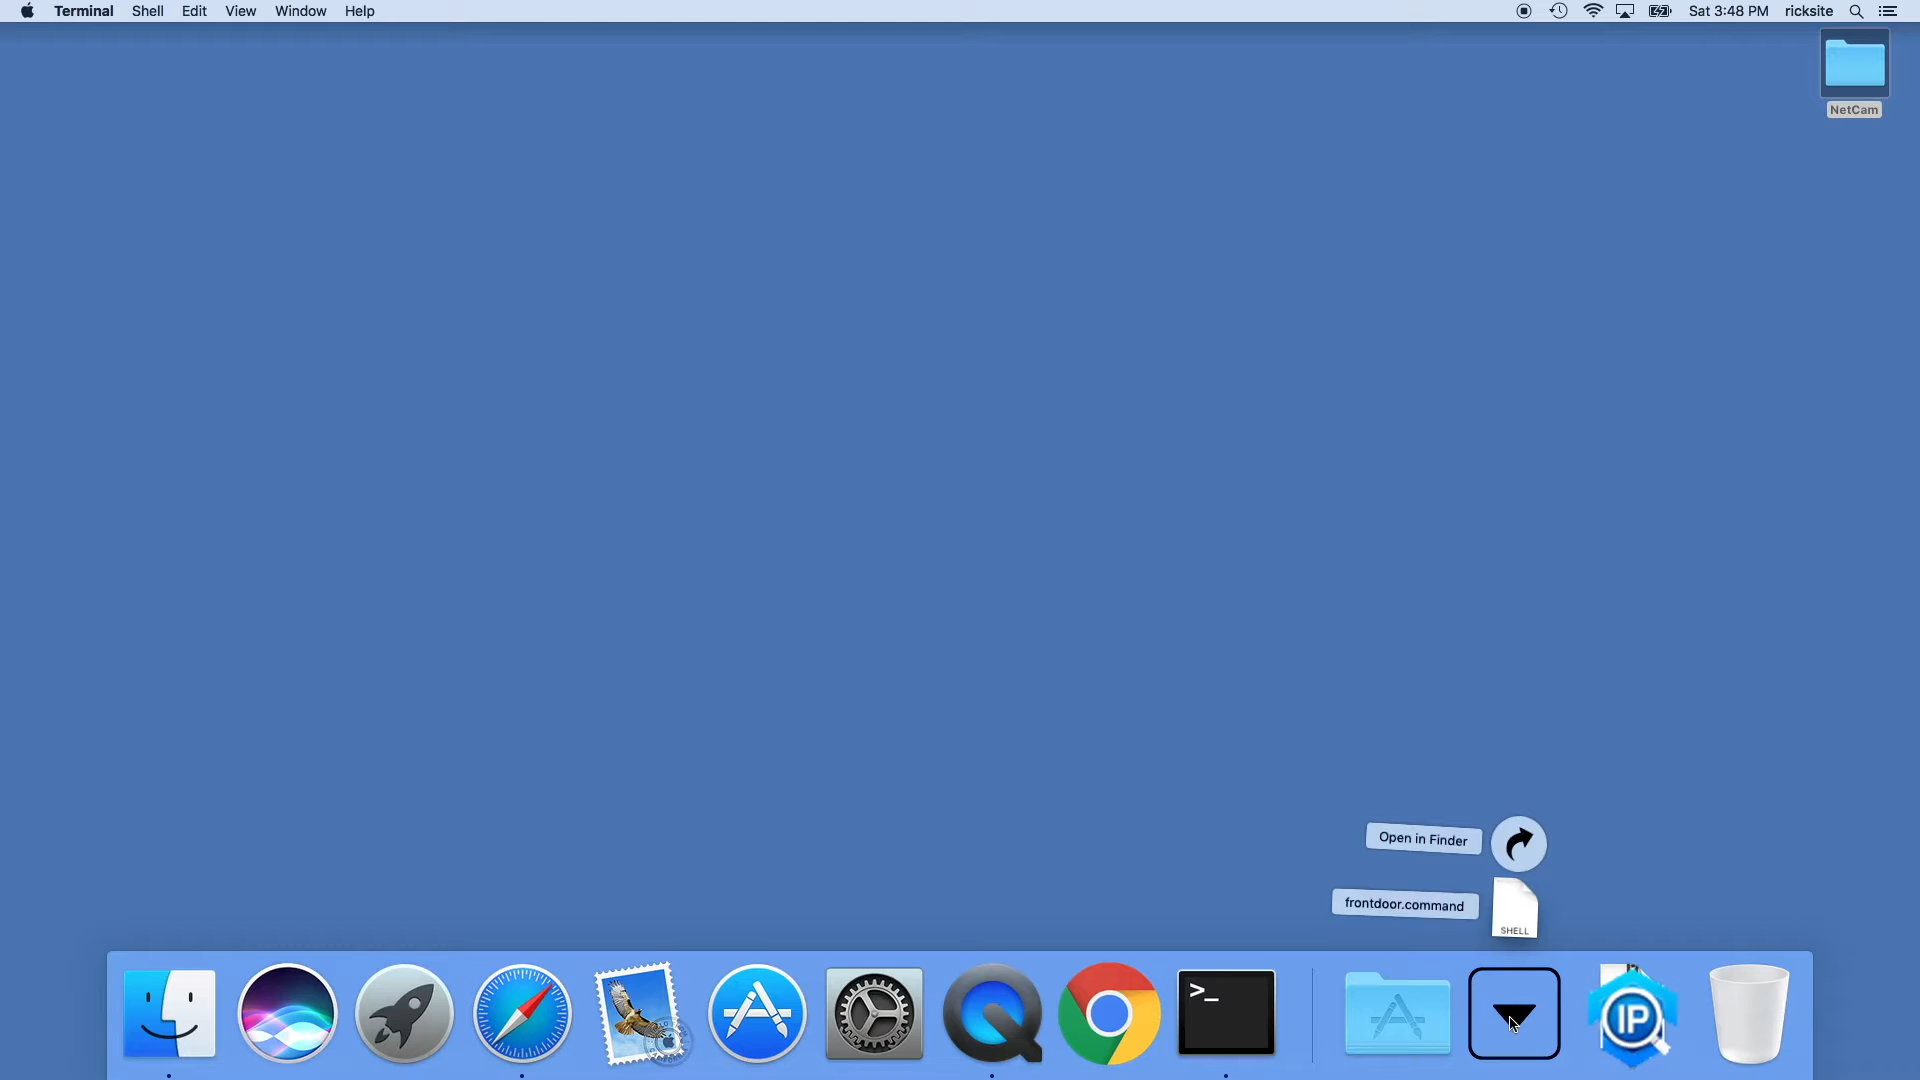 Terminal Shell Edit View Window Help Sat 3:48 PM ricksite
NetCam
Open in Finder
frontdoor.command
SHELL
>_
IP